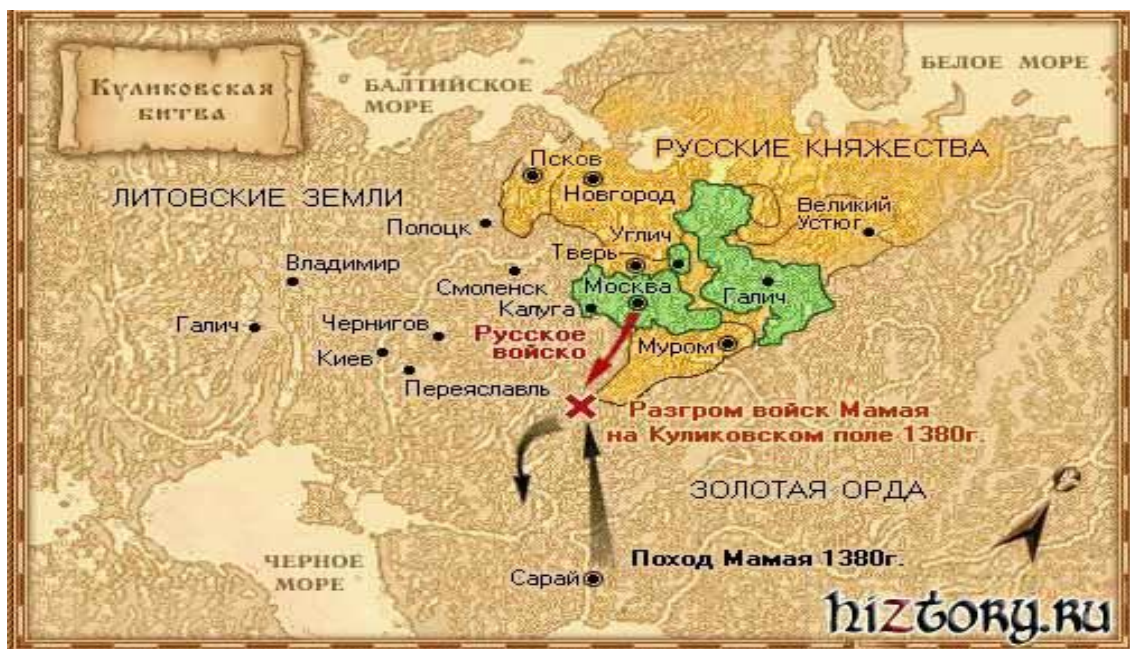 Куликовская
битва
БАЛТИЙСКОЕ
МОРЕ
БЕЛОЕ МОРЕ
РУССКИЕ КНЯЖЕСТВА
Псков
Новгород
ЛИТОВСКИЕ ЗЕМЛИ
Великий
Устюг
Полоцк
Углич
Тверь
Владимир
Смоленск
Москва
Галич
Калуга
Галич
Чернигов
Русское
войско
Муром
Киев
Переяславль
Разгром войск Мамая
на Куликовском поле 1380г.
ЗОЛОТАЯ ОРДА
ЧЕРНОЕ
МОРЕ
Поход Мамая 1380г.
Сарай
С
hiztory.ru